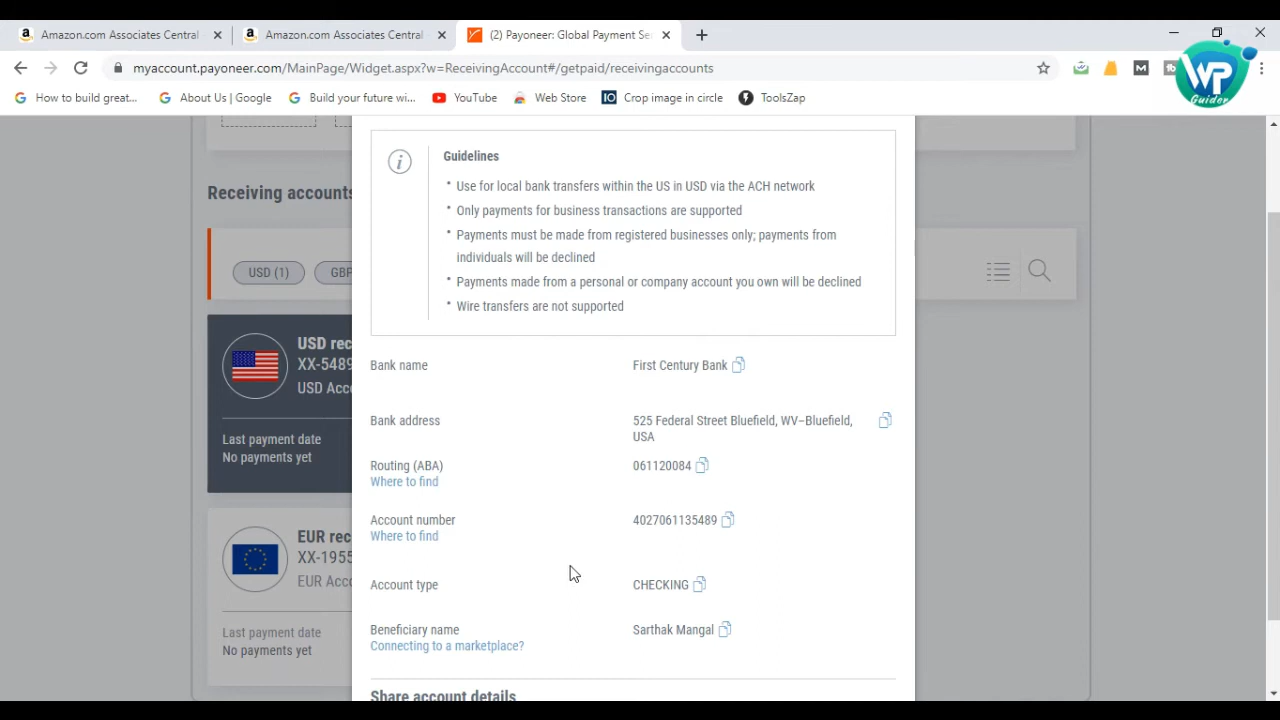 Amazon.com Associates Central
Amazon.com Associates Central
(2) Payoneer: Global Payment Se
myaccount.payoneer.com/MainPage/Widget.aspx?w=ReceivingAccount#/getpaid/receivingaccounts
How to build great...
About Us | Google
Build your future wi...
YouTube
Web Store
Crop image in circle
ToolsZap
WP
Guider
Guidelines
Use for local bank transfers within the US in USD via the ACH network
Only payments for business transactions are supported
Payments must be made from registered businesses only; payments from
individuals will be declined
Payments made from a personal or company account you own will be declined
Wire transfers are not supported
Receiving accounts
USD (1)
GBP
USD rec
XX-5489
USD Acco
Last payment date
No payments yet
EUR rec
XX-1955
EUR Acco
Last payment date
No payments yet
Bank name
First Century Bank
Bank address
525 Federal Street Bluefield, WV–Bluefield,
USA
Routing (ABA)
061120084
Where to find
Account number
4027061135489
Where to find
Account type
CHECKING
Beneficiary name
Sarthak Mangal
Connecting to a marketplace?
Share account details